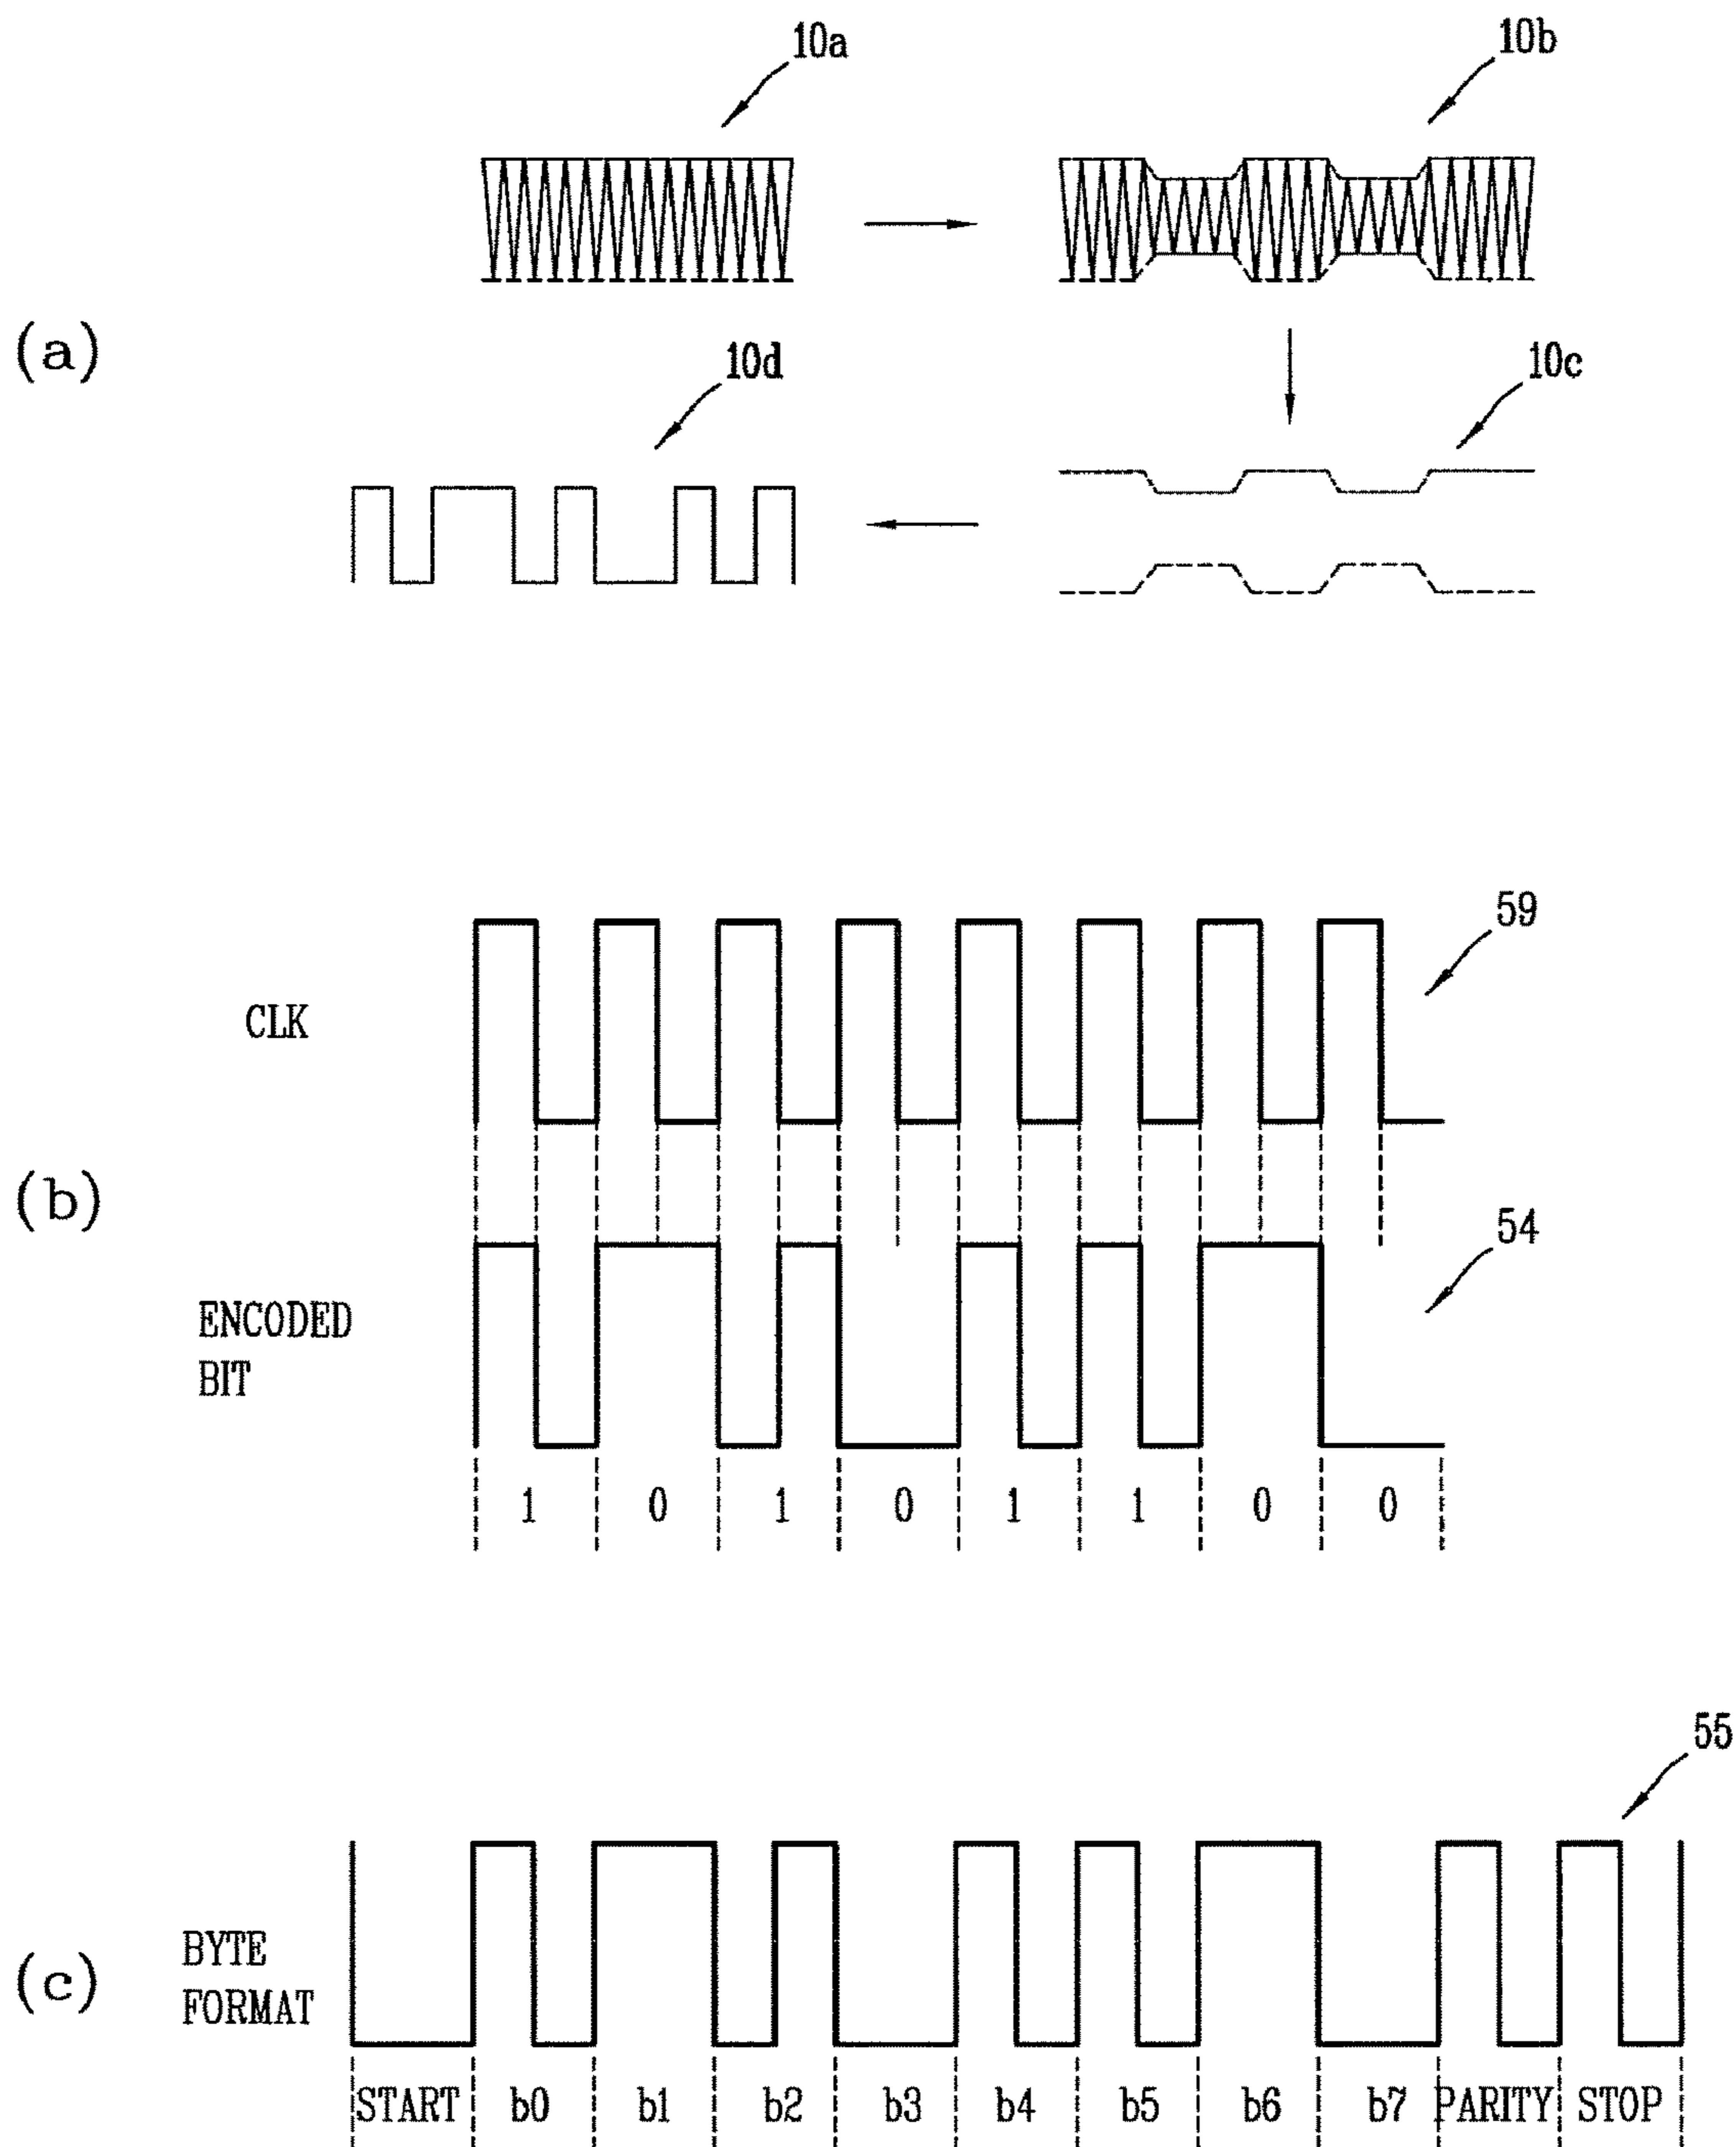 10a
10b
(a)
10d
10c
59
CLK
(b)
54
ENCODED
BIT
1 0 1 0 1 1 0 0
55
(c)
BYTE
FORMAT
START b0 b1 b2 b3 b4 b5 b6 b7 PARITY STOP